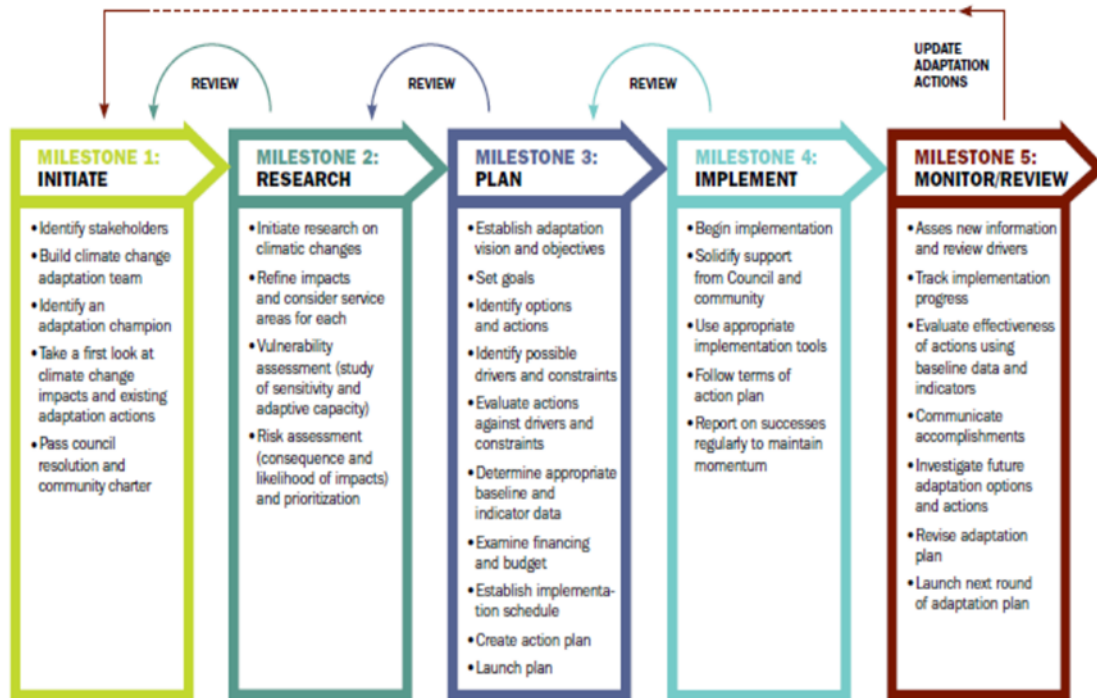 UPDATE
ADAPTATION
ACTIONS
REVIEW
REVIEW
REVIEW
MILESTONE 1:
INITIATE
• Identify stakeholders
• Build climate change
adaptation team
• Identify an
adaptation champion
• Take a first look at
climate change
impacts and existing
adaptation actions
• Pass council
resolution and
community charter
MILESTONE 2:
RESEARCH
• Initiate research on
climatic changes
• Refine impacts
and consider service
areas for each
• Vulnerability
assessment (study
of sensitivity and
adaptive capacity)
• Risk assessment
(consequence and
likelihood of impacts)
and prioritization
MILESTONE 3:
PLAN
• Establish adaptation
vision and objectives
• Set goals
• Identify options
and actions
• Identify possible
drivers and constraints
• Evaluate actions
against drivers and
constraints
• Determine appropriate
baseline and
indicator data
• Examine financing
and budget
• Establish implementa-
tion schedule
• Create action plan
• Launch plan
MILESTONE 4:
IMPLEMENT
• Begin implementation
• Solidify support
from Council and
community
• Use appropriate
implementation tools
• Follow terms of
action plan
• Report on successes
regularly to maintain
momentum
MILESTONE 5:
MONITOR/REVIEW
• Asses new information
and review drivers
• Track implementation
progress
• Evaluate effectiveness
of actions using
baseline data and
indicators
• Communicate
accomplishments
• Investigate future
adaptation options
and actions
• Revise adaptation
plan
• Launch next round
of adaptation plan